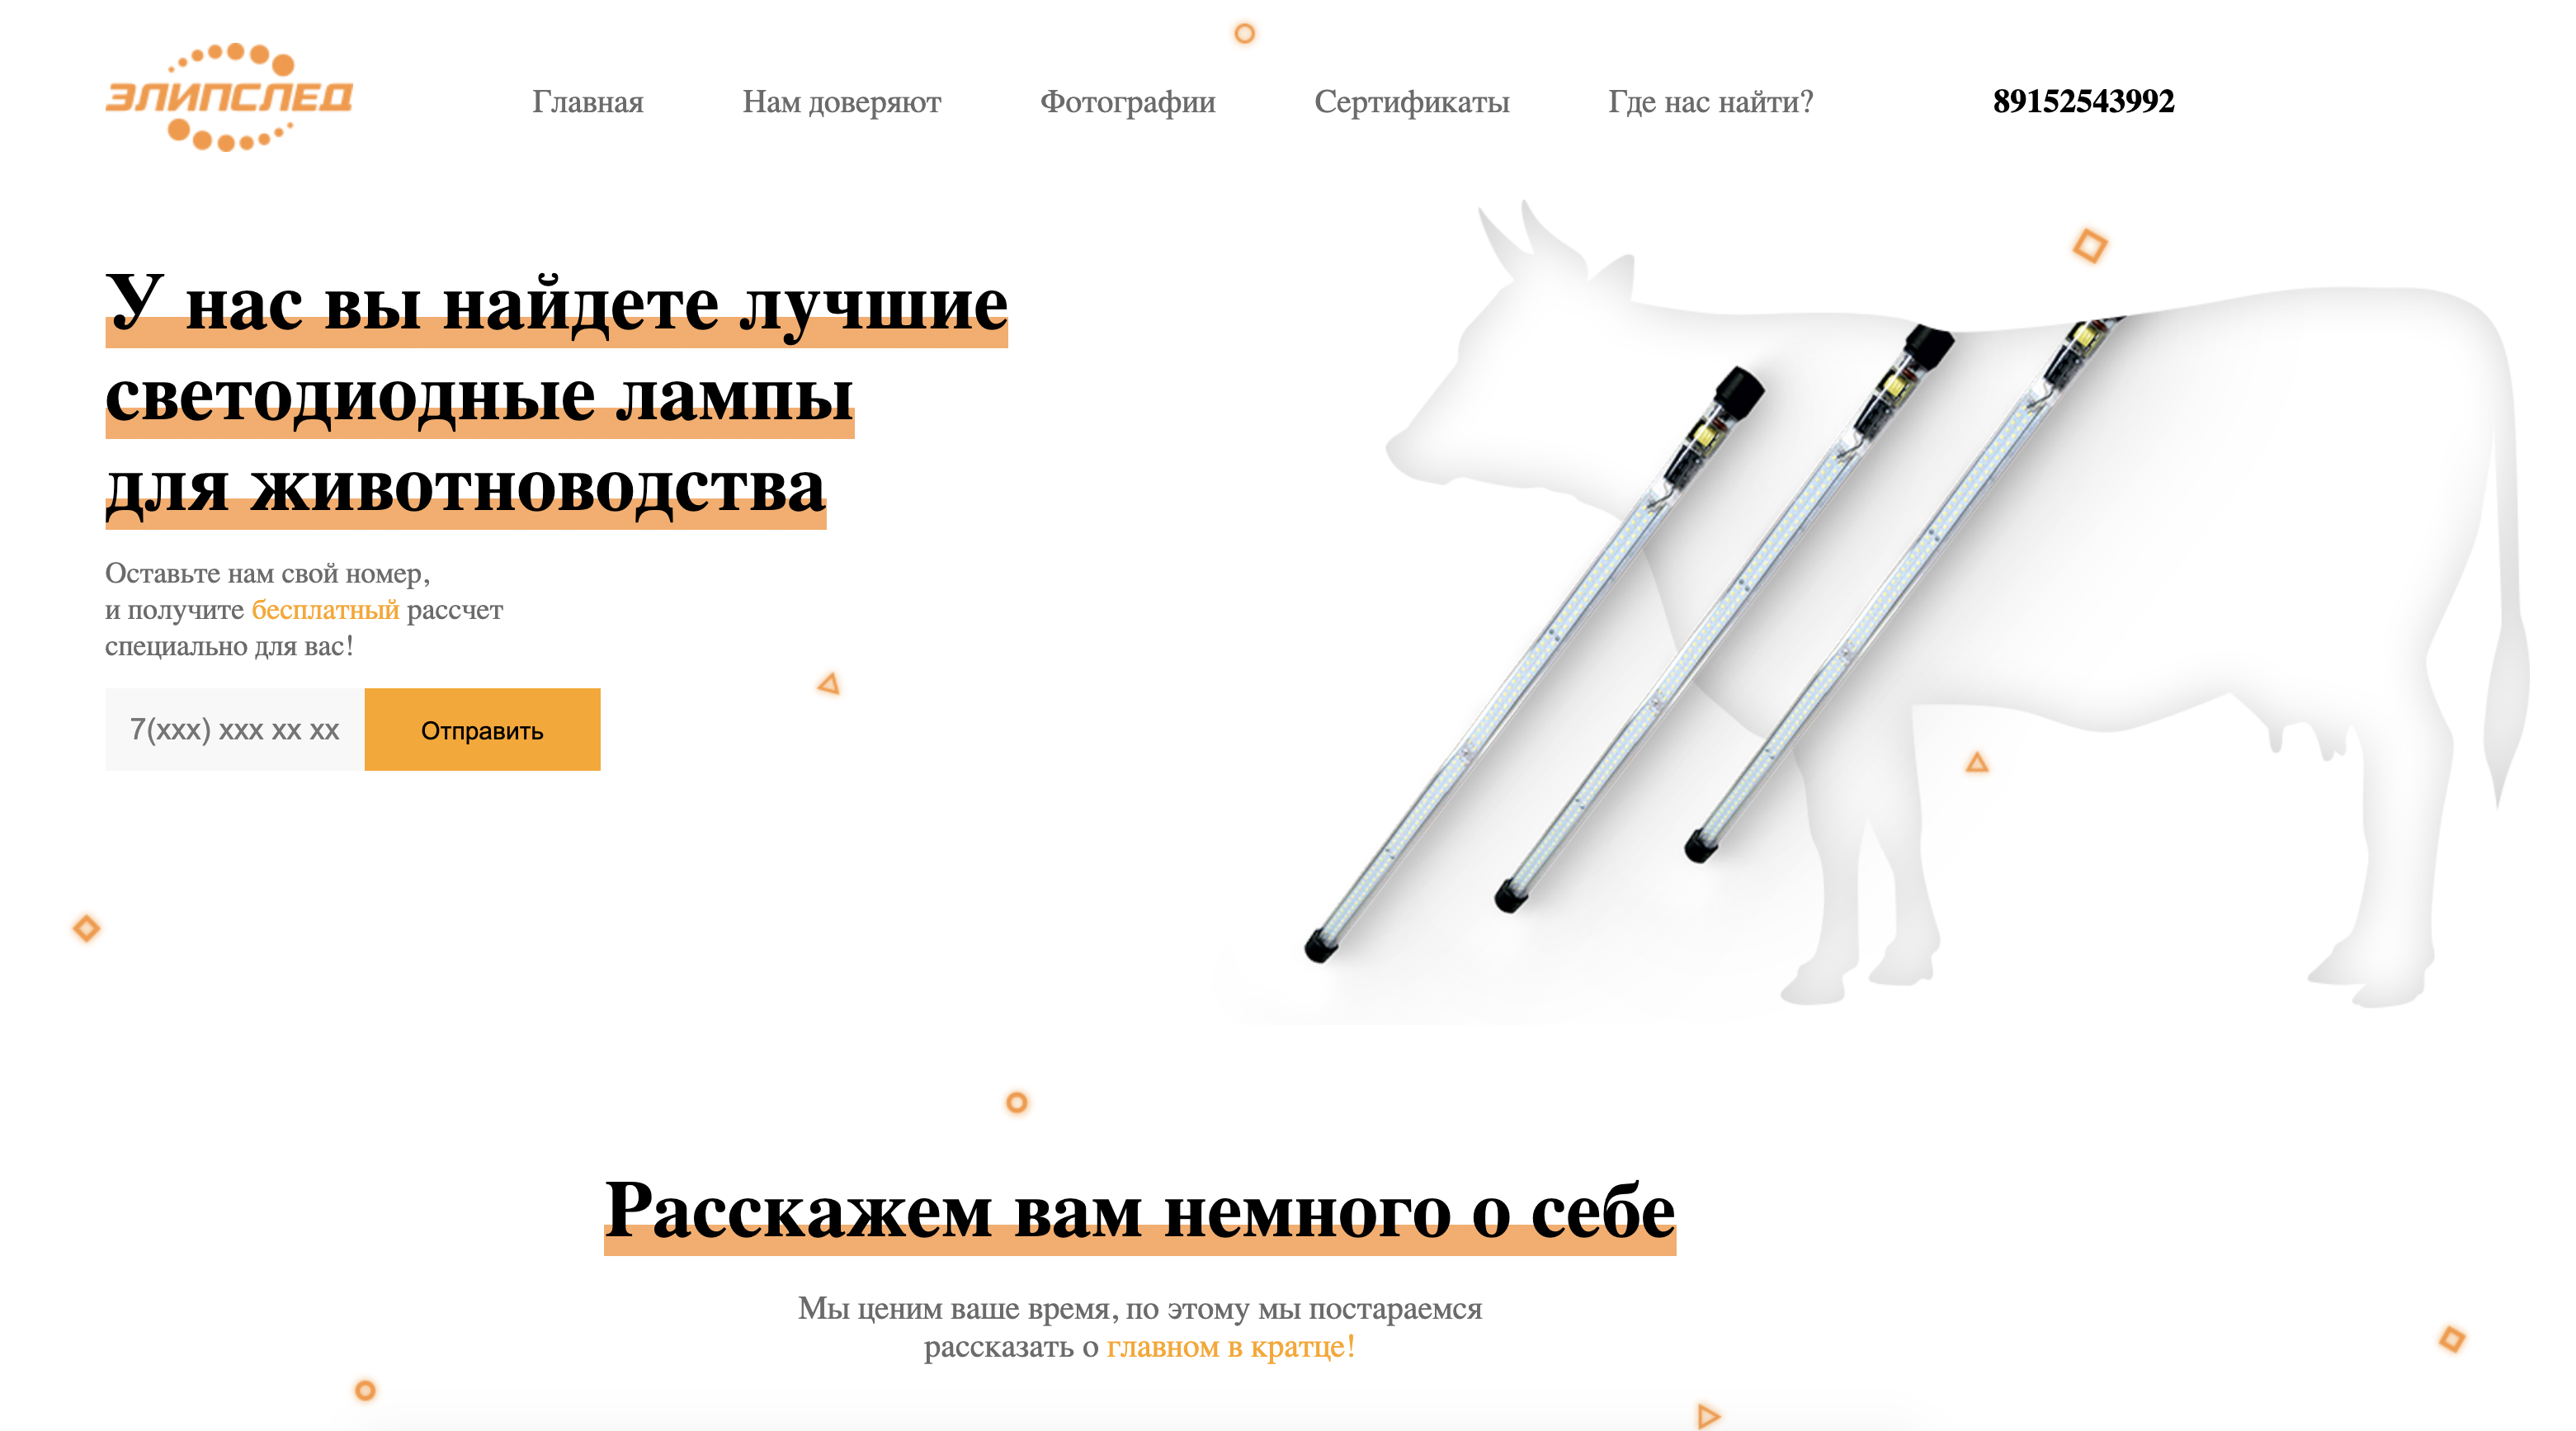 ЭЛИПСЛЕД
Главная
Нам доверяют
Фотографии
Сертификаты
Где нас найти?
89152543992
У нас вы найдете лучшие
светодиодные лампы
для животноводства
Оставьте нам свой номер,
и получите бесплатный рассчет
специально для вас!
7(xxx) xxx xx xx
Отправить
Расскажем вам немного о себе
Мы ценим ваше время, по этому мы постараемся
рассказать о главном в кратце!